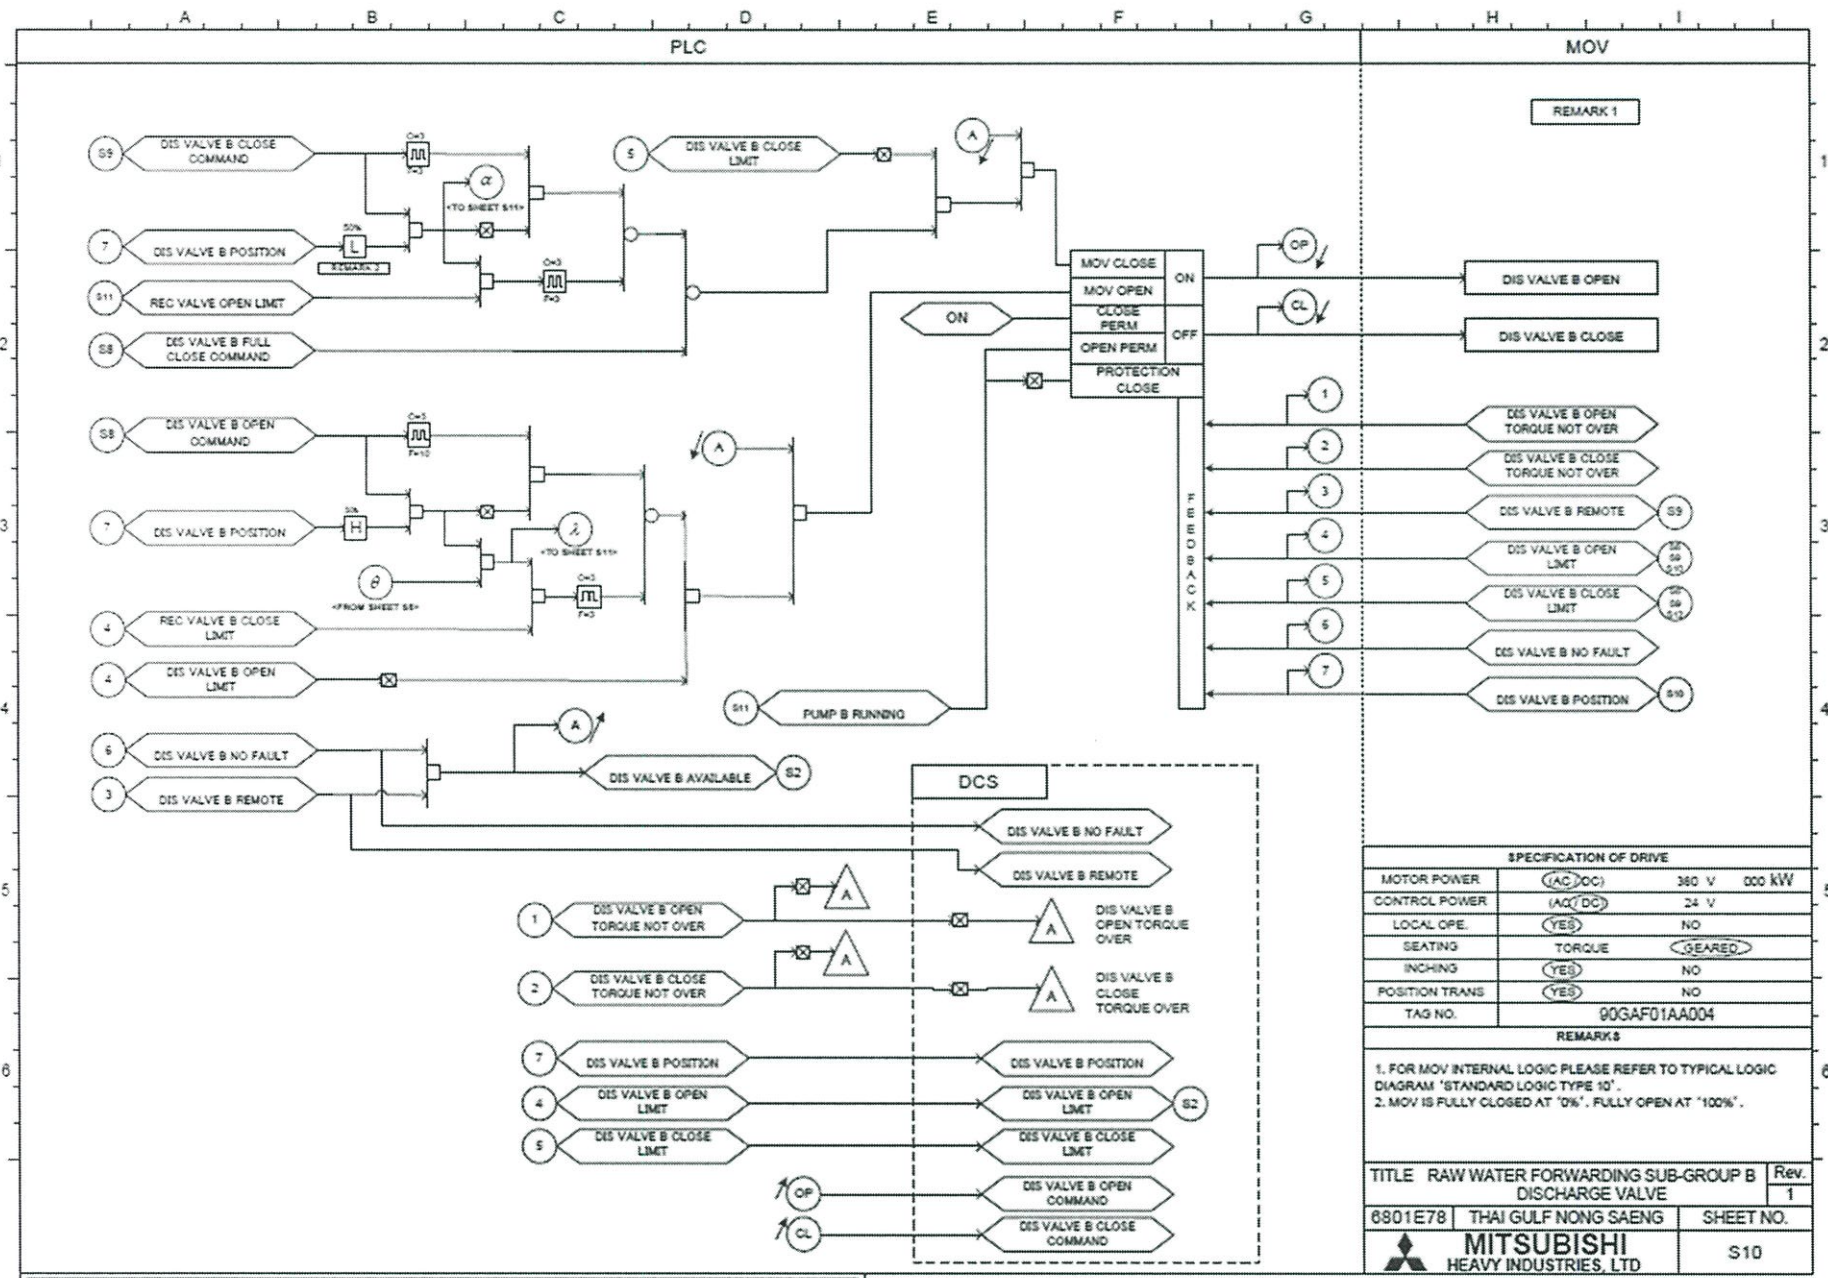 A B C D E F G H I
PLC
MOV
REMARK 1
S9
DIS VALVE B CLOSE
COMMAND
O=3
α
<TO SHEET S11>
7
DIS VALVE B POSITION
50%
L
REMARK 2
S11
REC VALVE OPEN LIMIT
O=3
F=3
S8
DIS VALVE B FULL
CLOSE COMMAND
5
DIS VALVE B CLOSE
LIMIT
A
MOV CLOSE
MOV OPEN
ON
CLOSE
PERM
OPEN PERM
OFF
PROTECTION
CLOSE
ON
OP
CL
DIS VALVE B OPEN
DIS VALVE B CLOSE
S8
DIS VALVE B OPEN
COMMAND
F=10
7
DIS VALVE B POSITION
H
θ
λ
<TO SHEET S11>
O=3
F=3
4
REC VALVE B CLOSE
LIMIT
4
DIS VALVE B OPEN
LIMIT
A
S11
PUMP B RUNNING
FEEDBACK
1
DIS VALVE B OPEN
TORQUE NOT OVER
2
DIS VALVE B CLOSE
TORQUE NOT OVER
3
DIS VALVE B REMOTE
S9
4
DIS VALVE B OPEN
LIMIT
5
DIS VALVE B CLOSE
LIMIT
6
DIS VALVE B NO FAULT
7
DIS VALVE B POSITION
S10
6
DIS VALVE B NO FAULT
3
DIS VALVE B REMOTE
A
DIS VALVE B AVAILABLE
S2
DCS
DIS VALVE B NO FAULT
DIS VALVE B REMOTE
1
DIS VALVE B OPEN
TORQUE NOT OVER
A
A
DIS VALVE B
OPEN TORQUE
OVER
2
DIS VALVE B CLOSE
TORQUE NOT OVER
A
A
DIS VALVE B
CLOSE
TORQUE OVER
7
DIS VALVE B POSITION
DIS VALVE B POSITION
4
DIS VALVE B OPEN
LIMIT
DIS VALVE B OPEN
LIMIT
S2
5
DIS VALVE B CLOSE
LIMIT
DIS VALVE B CLOSE
LIMIT
OP
DIS VALVE B OPEN
COMMAND
CL
DIS VALVE B CLOSE
COMMAND
SPECIFICATION OF DRIVE
MOTOR POWER (AC/DC) 380 V 000 kW
CONTROL POWER (AC/DC) 24 V
LOCAL OPE. YES NO
SEATING TORQUE GEARED
INCHING YES NO
POSITION TRANS YES NO
TAG NO. 90GAF01AA004
REMARKS
1. FOR MOV INTERNAL LOGIC PLEASE REFER TO TYPICAL LOGIC
DIAGRAM "STANDARD LOGIC TYPE 10".
2. MOV IS FULLY CLOSED AT "0%". FULLY OPEN AT "100%".
TITLE RAW WATER FORWARDING SUB-GROUP B
DISCHARGE VALVE
Rev.
1
6801E78 THAI GULF NONG SAENG SHEET NO.
MITSUBISHI
HEAVY INDUSTRIES, LTD
S10